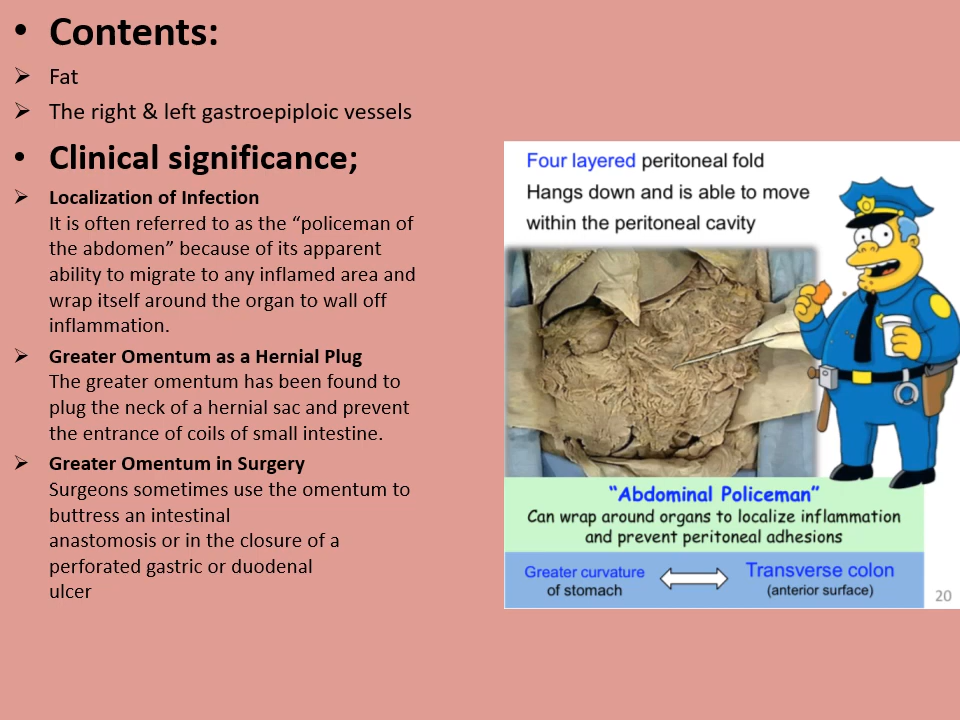 Contents:
Fat
The right & left gastroepiploic vessels
Clinical significance;
Localization of Infection
It is often referred to as the “policeman of
the abdomen” because of its apparent
ability to migrate to any inflamed area and
wrap itself around the organ to wall off
inflammation.
Greater Omentum as a Hernial Plug
The greater omentum has been found to
plug the neck of a hernial sac and prevent
the entrance of coils of small intestine.
Greater Omentum in Surgery
Surgeons sometimes use the omentum to
buttress an intestinal
anastomosis or in the closure of a
perforated gastric or duodenal
ulcer
Four layered peritoneal fold
Hangs down and is able to move
within the peritoneal cavity
“Abdominal Policeman”
Can wrap around organs to localize inflammation
and prevent peritoneal adhesions
Greater curvature
of stomach
Transverse colon
(anterior surface)
20